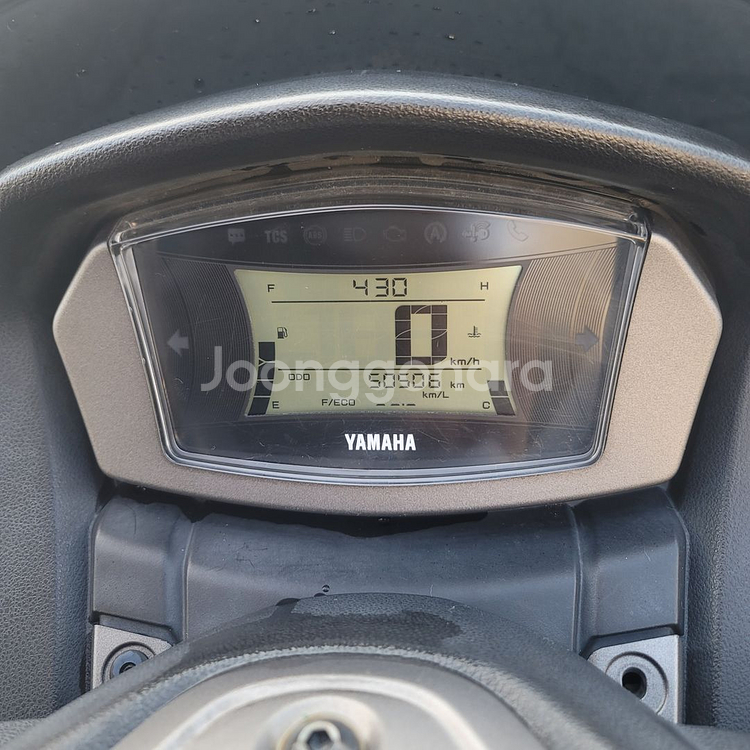 TCS
F 430 H
0 km/h
ODO 50506 km
km/L
E F/ECO C
YAMAHA
Joonggonara